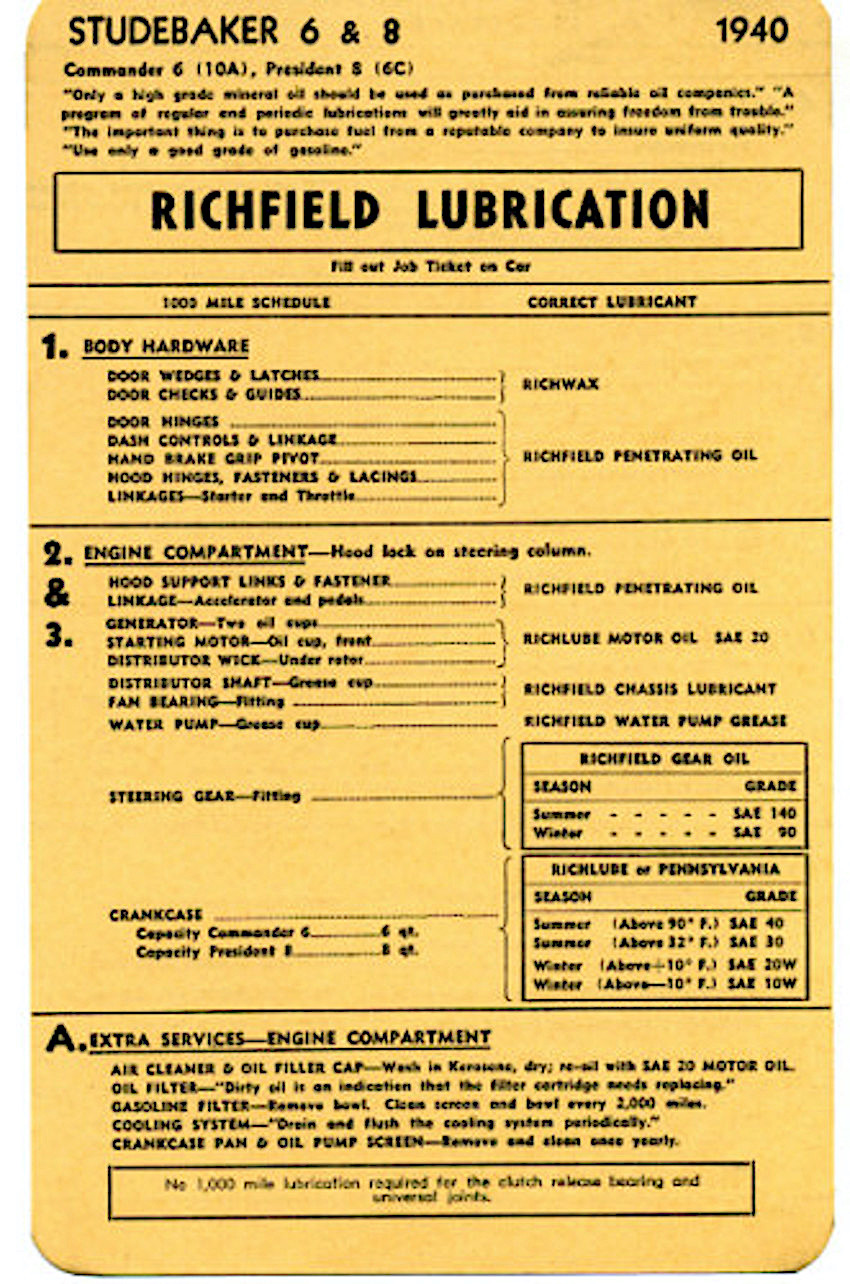 STUDEBAKER 6 & 8 1940
Commander 6 (10A), President 8 (6C)
"Only a high grade mineral oil should be used as purchased from reliable oil companies." "A
program of regular and periodic lubrications will greatly aid in assuring freedom from trouble."
"The important thing is to purchase fuel from a reputable company to insure uniform quality."
"Use only a good grade of gasoline."
RICHFIELD LUBRICATION
Fill out Job Ticket on Car
1000 MILE SCHEDULE CORRECT LUBRICANT
1. BODY HARDWARE
DOOR WEDGES & LATCHES
DOOR CHECKS & GUIDES
RICHWAX
DOOR HINGES
DASH CONTROLS & LINKAGE
HAND BRAKE GRIP PIVOT
HOOD HINGES, FASTENERS & LACINGS
LINKAGES—Starter and Throttle
RICHFIELD PENETRATING OIL
2. & 3. ENGINE COMPARTMENT—Hood lock on steering column.
HOOD SUPPORT LINKS & FASTENER
LINKAGE—Accelerator and pedals
RICHFIELD PENETRATING OIL
GENERATOR—Two oil cups
STARTING MOTOR—Oil cup, front
DISTRIBUTOR WICK—Under rotor
RICHLUBE MOTOR OIL SAE 20
DISTRIBUTOR SHAFT—Grease cup
FAN BEARING—Fitting
RICHFIELD CHASSIS LUBRICANT
WATER PUMP—Grease cup RICHFIELD WATER PUMP GREASE
STEERING GEAR—Fitting
RICHFIELD GEAR OIL
SEASON GRADE
Summer - - - - - SAE 140
Winter - - - - - SAE 90
CRANKCASE
Capacity Commander 6 6 qt.
Capacity President 8 8 qt.
RICHLUBE or PENNSYLVANIA
SEASON GRADE
Summer (Above 90° F.) SAE 40
Summer (Above 32° F.) SAE 30
Winter (Above+10° F.) SAE 20W
Winter (Above—10° F.) SAE 10W
A. EXTRA SERVICES—ENGINE COMPARTMENT
AIR CLEANER & OIL FILLER CAP—Wash in Kerosene, dry; re-oil with SAE 20 MOTOR OIL.
OIL FILTER—"Dirty oil is an indication that the filter cartridge needs replacing."
GASOLINE FILTER—Remove bowl. Clean screen and bowl every 2,000 miles.
COOLING SYSTEM—"Drain and flush the cooling system periodically."
CRANKCASE PAN & OIL PUMP SCREEN—Remove and clean once yearly.
No 1,000 mile lubrication required for the clutch release bearing and
universal joints.